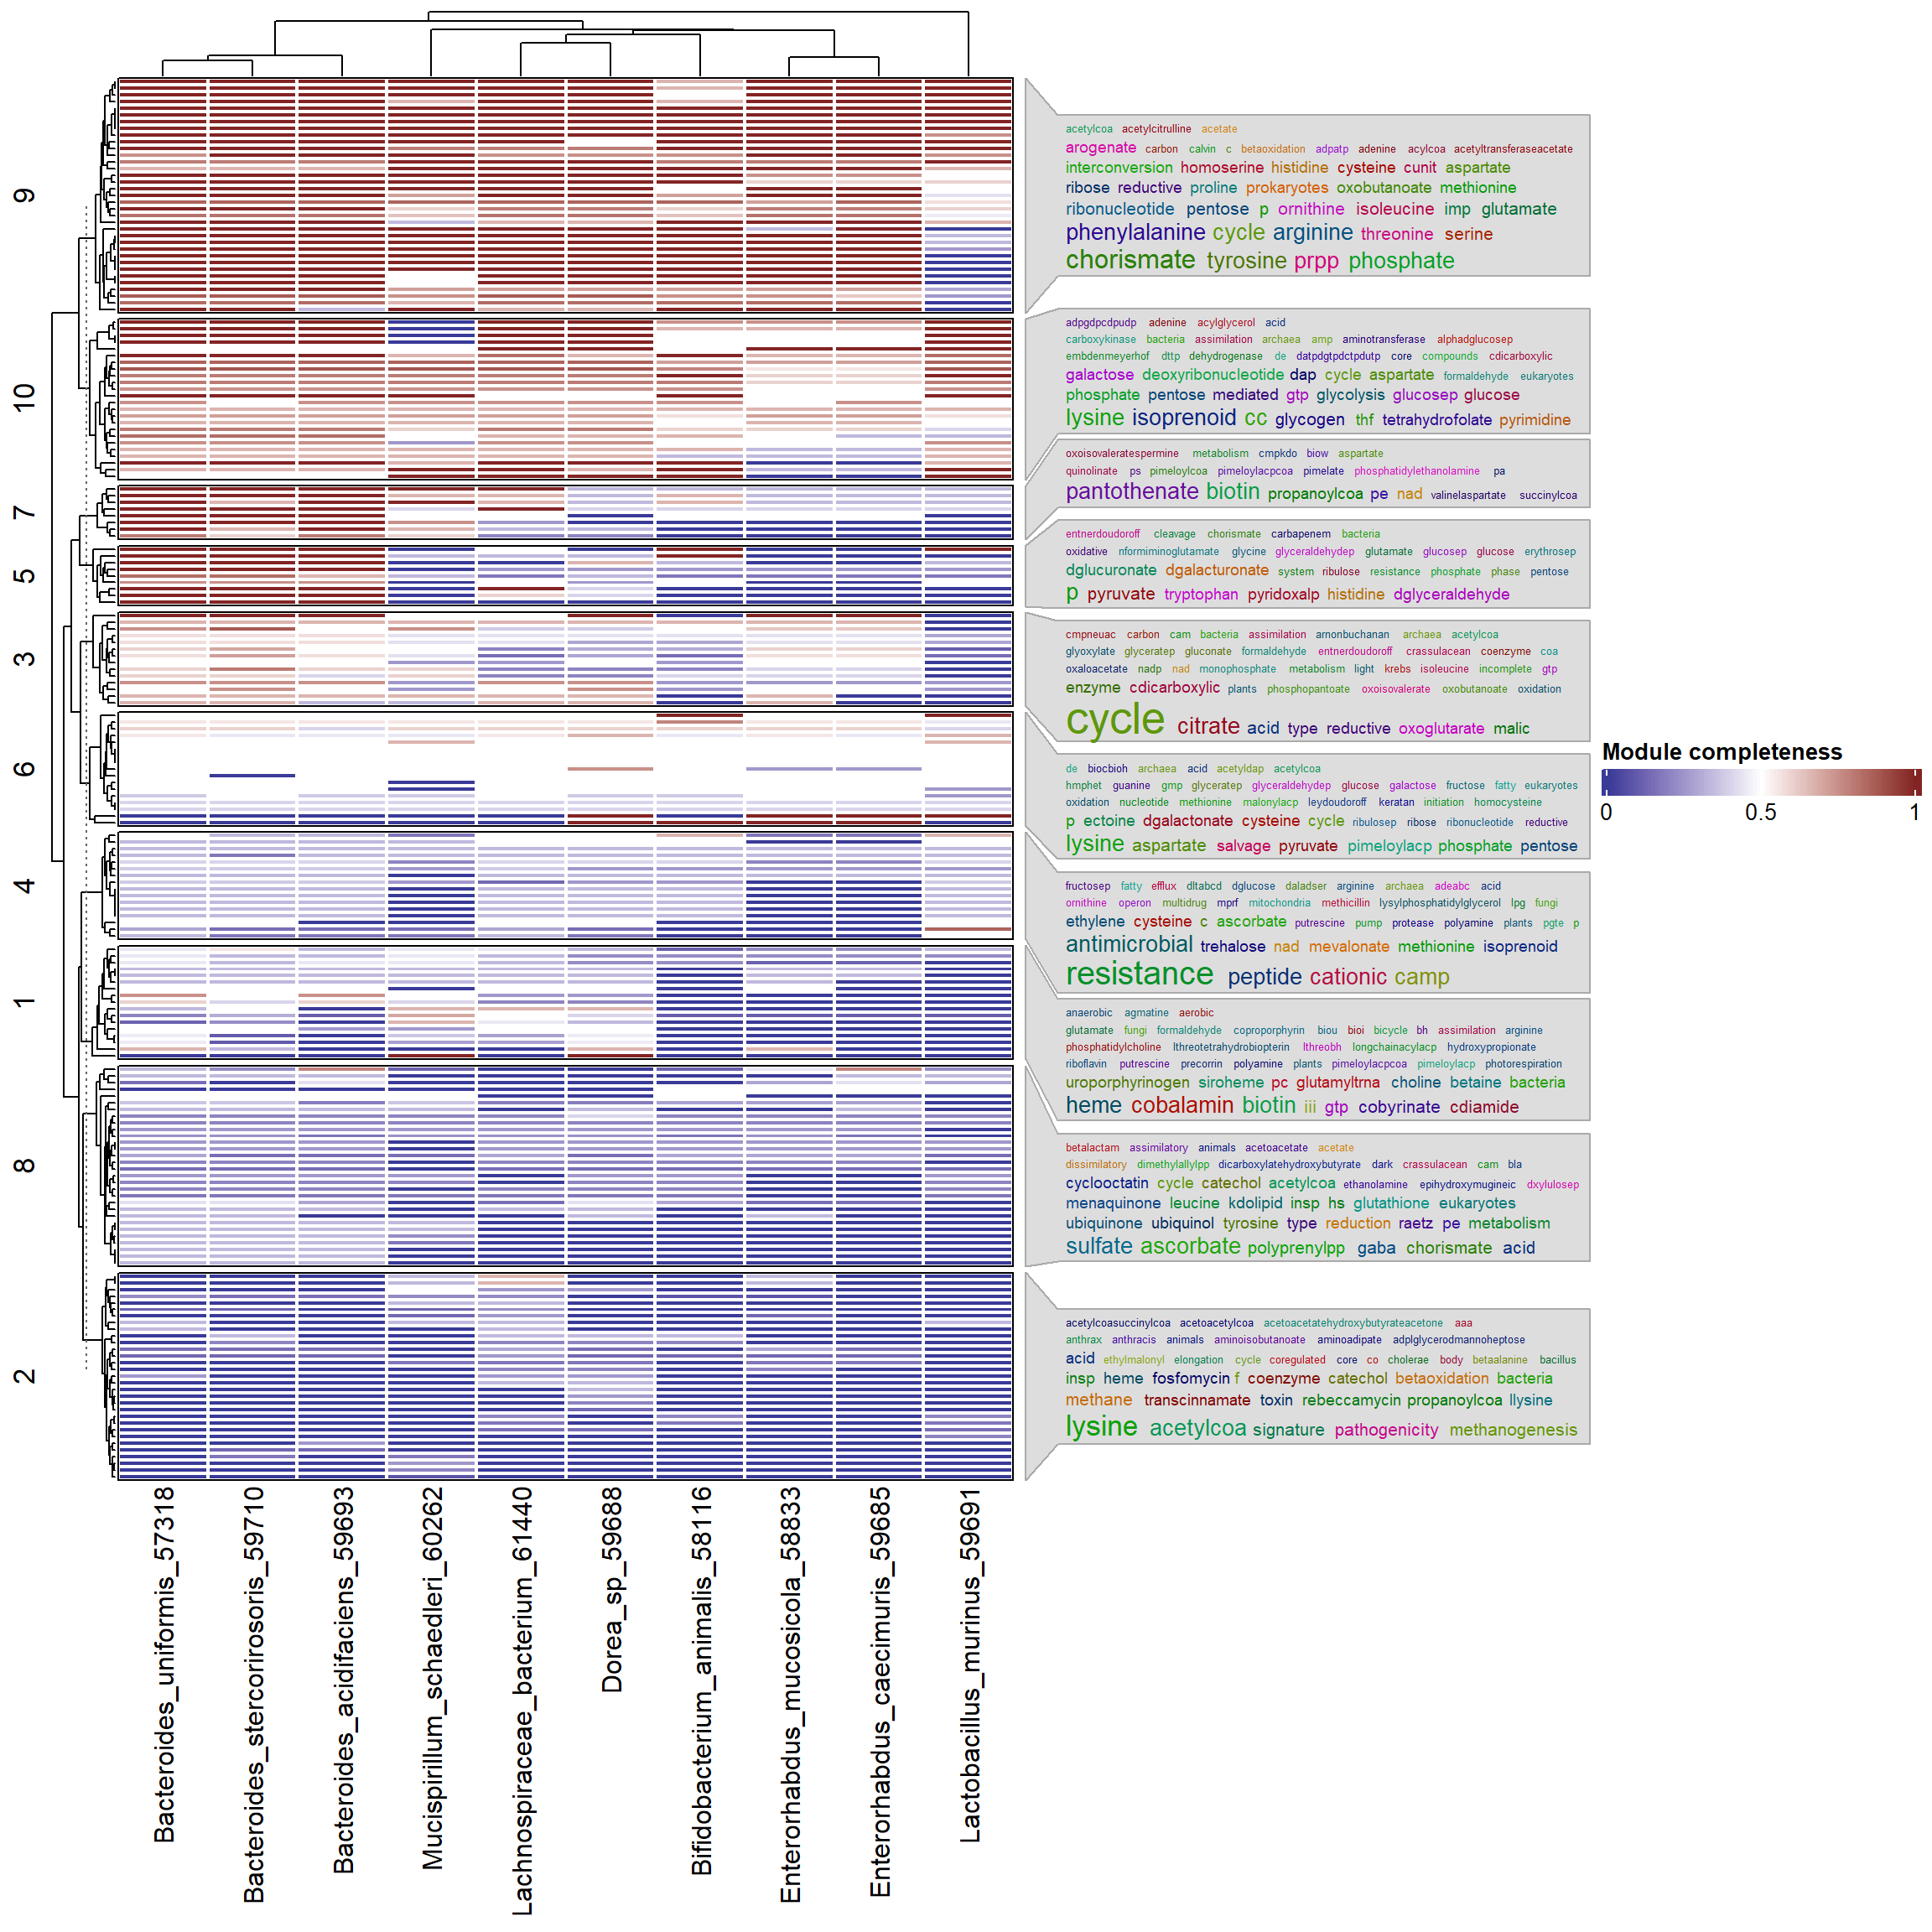 9
acetylcoa acetylcitrulline acetate
arogenate carbon calvin c betaoxidation adpatp adenine acylcoa acetyltransferaseacetate
interconversion homoserine histidine cysteine cunit aspartate
ribose reductive proline prokaryotes oxobutanoate methionine
ribonucleotide pentose p ornithine isoleucine imp glutamate
phenylalanine cycle arginine threonine serine
chorismate tyrosine prpp phosphate
10
adpgdpcdpudp adenine acylglycerol acid
carboxykinase bacteria assimilation archaea amp aminotransferase alphadglucosep
embdenmeyerhof dttp dehydrogenase de datpdgtpdctpdutp core compounds cdicarboxylic
galactose deoxyribonucleotide dap cycle aspartate formaldehyde eukaryotes
phosphate pentose mediated gtp glycolysis glucosep glucose
lysine isoprenoid cc glycogen thf tetrahydrofolate pyrimidine
7
oxoisovaleratespermine metabolism cmpkdo biow aspartate
quinolinate ps pimeloylcoa pimeloylacpcoa pimelate phosphatidylethanolamine pa
pantothenate biotin propanoylcoa pe nad valinelaspartate succinylcoa
5
entnerdoudoroff cleavage chorismate carbapenem bacteria
oxidative nformiminoglutamate glycine glyceraldehydep glutamate glucosep glucose erythrosep
dglucuronate dgalacturonate system ribulose resistance phosphate phase pentose
p pyruvate tryptophan pyridoxalp histidine dglyceraldehyde
3
cmpneuac carbon cam bacteria assimilation arnonbuchanan archaea acetylcoa
glyoxylate glyceratep gluconate formaldehyde entnerdoudoroff crassulacean coenzyme coa
oxaloacetate nadp nad monophosphate metabolism light krebs isoleucine incomplete gtp
enzyme cdicarboxylic plants phosphopantoate oxoisovalerate oxobutanoate oxidation
cycle citrate acid type reductive oxoglutarate malic
6
de biocbioh archaea acid acetyldap acetylcoa
hmphet guanine gmp glyceratep glyceraldehydep glucose galactose fructose fatty eukaryotes
oxidation nucleotide methionine malonylacp leydoudoroff keratan initiation homocysteine
p ectoine dgalactonate cysteine cycle ribulosep ribose ribonucleotide reductive
lysine aspartate salvage pyruvate pimeloylacp phosphate pentose
4
fructosep fatty efflux dltabcd dglucose daladser arginine archaea adeabc acid
ornithine operon multidrug mprf mitochondria methicillin lysylphosphatidylglycerol lpg fungi
ethylene cysteine c ascorbate putrescine pump protease polyamine plants pgte p
antimicrobial trehalose nad mevalonate methionine isoprenoid
resistance peptide cationic camp
1
anaerobic agmatine aerobic
glutamate fungi formaldehyde coproporphyrin biou bioi bicycle bh assimilation arginine
phosphatidylcholine lthreotetrahydrobiopterin lthreobh longchainacylacp hydroxypropionate
riboflavin putrescine precorrin polyamine plants pimeloylacpcoa pimeloylacp photorespiration
uroporphyrinogen siroheme pc glutamyltrna choline betaine bacteria
heme cobalamin biotin iii gtp cobyrinate cdiamide
8
betalactam assimilatory animals acetoacetate acetate
dissimilatory dimethylallylpp dicarboxylatehydroxybutyrate dark crassulacean cam bla
cyclooctatin cycle catechol acetylcoa ethanolamine epihydroxymugineic dxylulosep
menaquinone leucine kdolipid insp hs glutathione eukaryotes
ubiquinone ubiquinol tyrosine type reduction raetz pe metabolism
sulfate ascorbate polyprenylpp gaba chorismate acid
2
acetylcoasuccinylcoa acetoacetylcoa acetoacetatehydroxybutyrateacetone aaa
anthrax anthracis animals aminoisobutanoate aminoadipate adplglycerodmannoheptose
acid ethylmalonyl elongation cycle coregulated core co cholerae body betaalanine bacillus
insp heme fosfomycin f coenzyme catechol betaoxidation bacteria
methane transcinnamate toxin rebeccamycin propanoylcoa llysine
lysine acetylcoa signature pathogenicity methanogenesis
Module completeness
0 0.5 1
Bacteroides_uniformis_57318
Bacteroides_stercorirosoris_59710
Bacteroides_acidifaciens_59693
Mucispirillum_schaedleri_60262
Lachnospiraceae_bacterium_61440
Dorea_sp_59688
Bifidobacterium_animalis_58116
Enterorhabdus_mucosicola_58833
Enterorhabdus_caecimuris_59685
Lactobacillus_murinus_59691